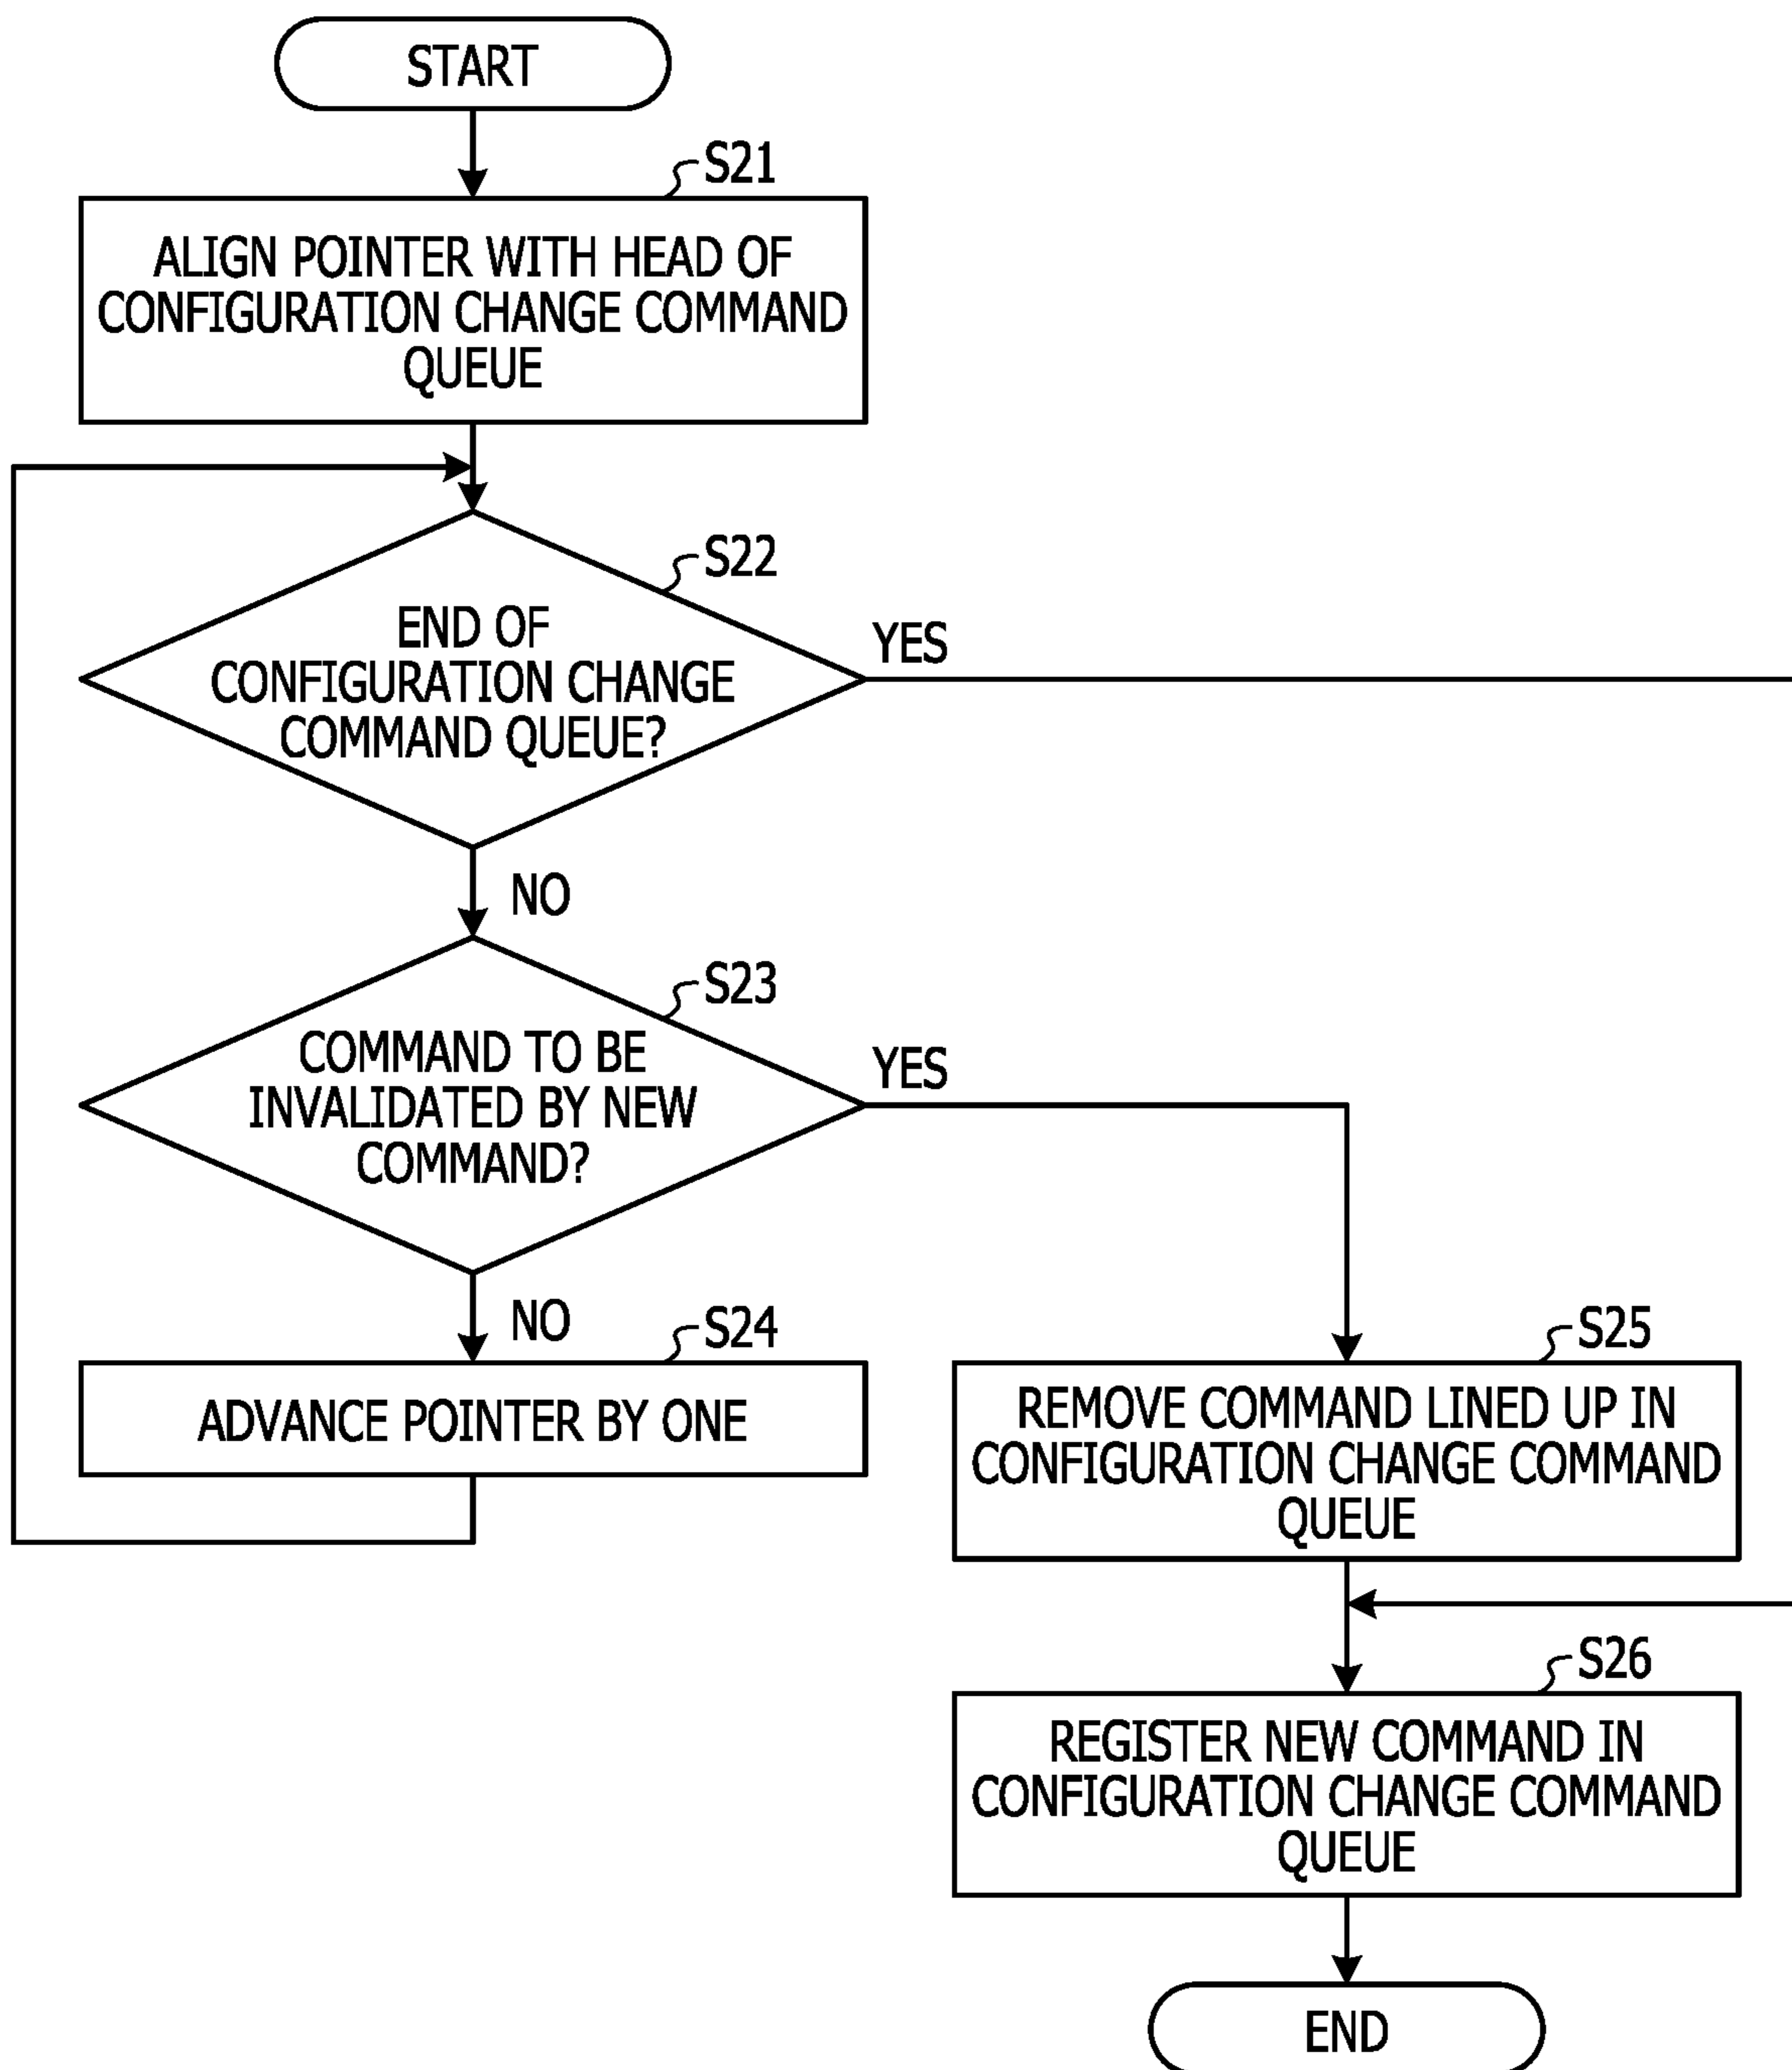 START
S21
ALIGN POINTER WITH HEAD OF
CONFIGURATION CHANGE COMMAND
QUEUE
S22
END OF
CONFIGURATION CHANGE
COMMAND QUEUE?
YES
NO
S23
COMMAND TO BE
INVALIDATED BY NEW
COMMAND?
YES
NO
S24
ADVANCE POINTER BY ONE
S25
REMOVE COMMAND LINED UP IN
CONFIGURATION CHANGE COMMAND
QUEUE
S26
REGISTER NEW COMMAND IN
CONFIGURATION CHANGE COMMAND
QUEUE
END